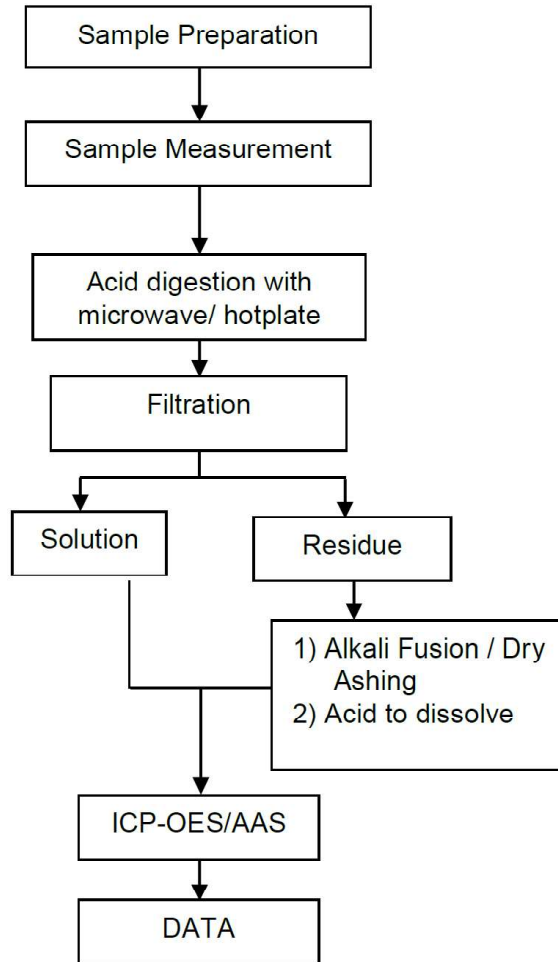 Sample Preparation
Sample Measurement
Acid digestion with
microwave/ hotplate
Filtration
Solution
Residue
1) Alkali Fusion / Dry
Ashing
2) Acid to dissolve
ICP-OES/AAS
DATA